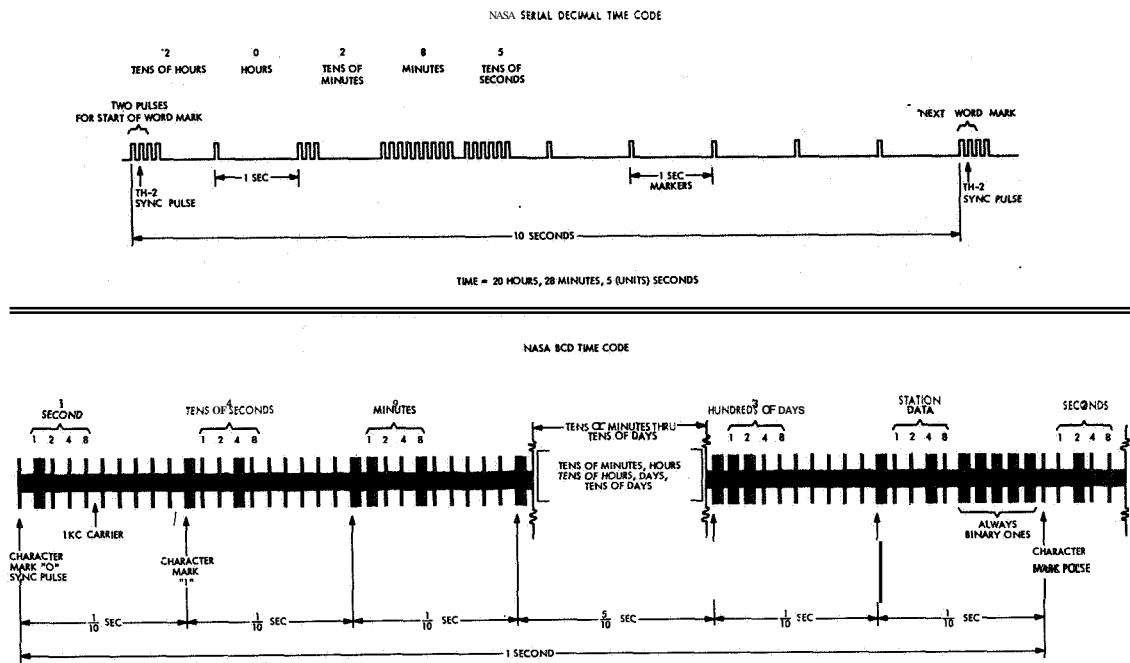 NASA SERIAL DECIMAL TIME CODE
2 0 2 8 5
TENS OF HOURS HOURS TENS OF MINUTES MINUTES TENS OF SECONDS
TWO PULSES
FOR START OF WORD MARK
NEXT WORD MARK
1 SEC
1 SEC
MARKERS
TH-2
SYNC PULSE
TH-2
SYNC PULSE
10 SECONDS
TIME = 20 HOURS, 28 MINUTES, 5 (UNITS) SECONDS
NASA BCD TIME CODE
SECOND
1 2 4 8
4
TENS OF SECONDS
1 2 4 8
9
MINUTES
1 2 4 8
TENS OF MINUTES THRU
TENS OF DAYS
TENS OF MINUTES, HOURS
TENS OF HOURS, DAYS,
TENS OF DAYS
3
HUNDREDS OF DAYS
1 2 4 8
STATION
DATA
1 2 4 8
SECONDS
1 2 4 8
1KC CARRIER
ALWAYS
BINARY ONES
CHARACTER
MARK "O"
SYNC PULSE
CHARACTER
MARK
"1"
CHARACTER
MARK PULSE
1/10 SEC 1/10 SEC 1/10 SEC 5/10 SEC 1/10 SEC 1/10 SEC
1 SECOND